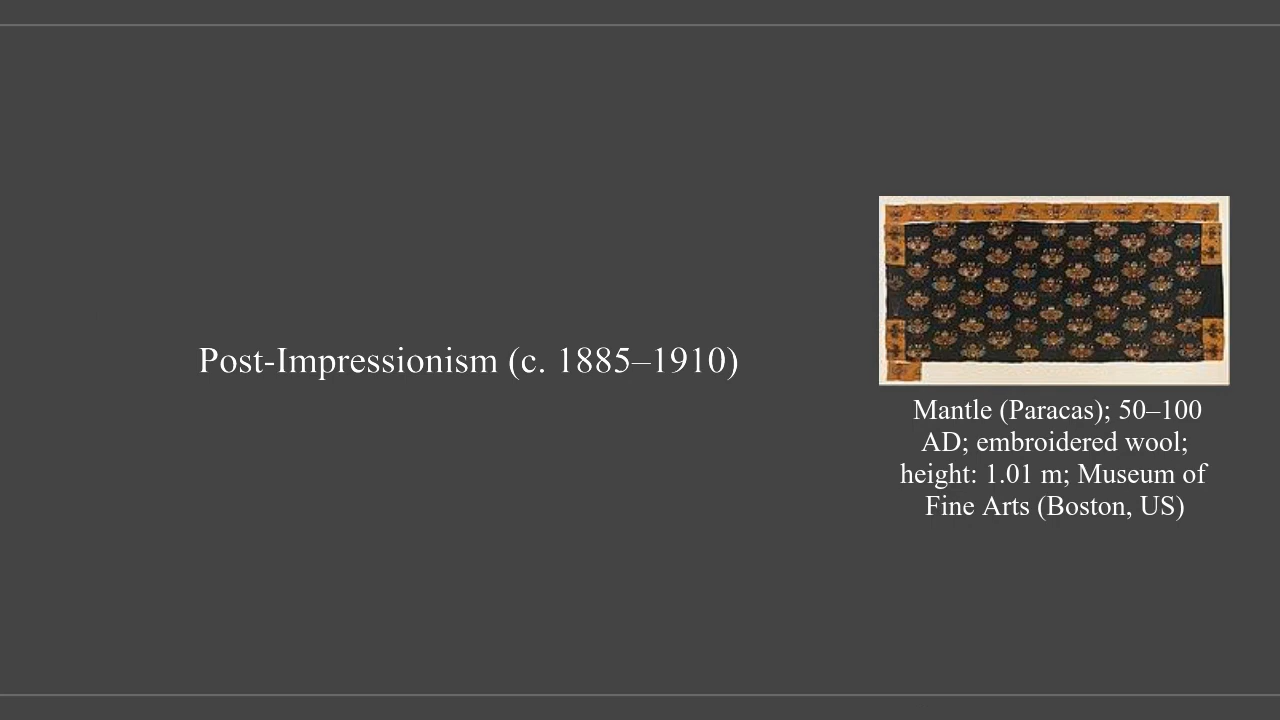 Post-Impressionism (c. 1885–1910)
Mantle (Paracas); 50–100
AD; embroidered wool;
height: 1.01 m; Museum of
Fine Arts (Boston, US)